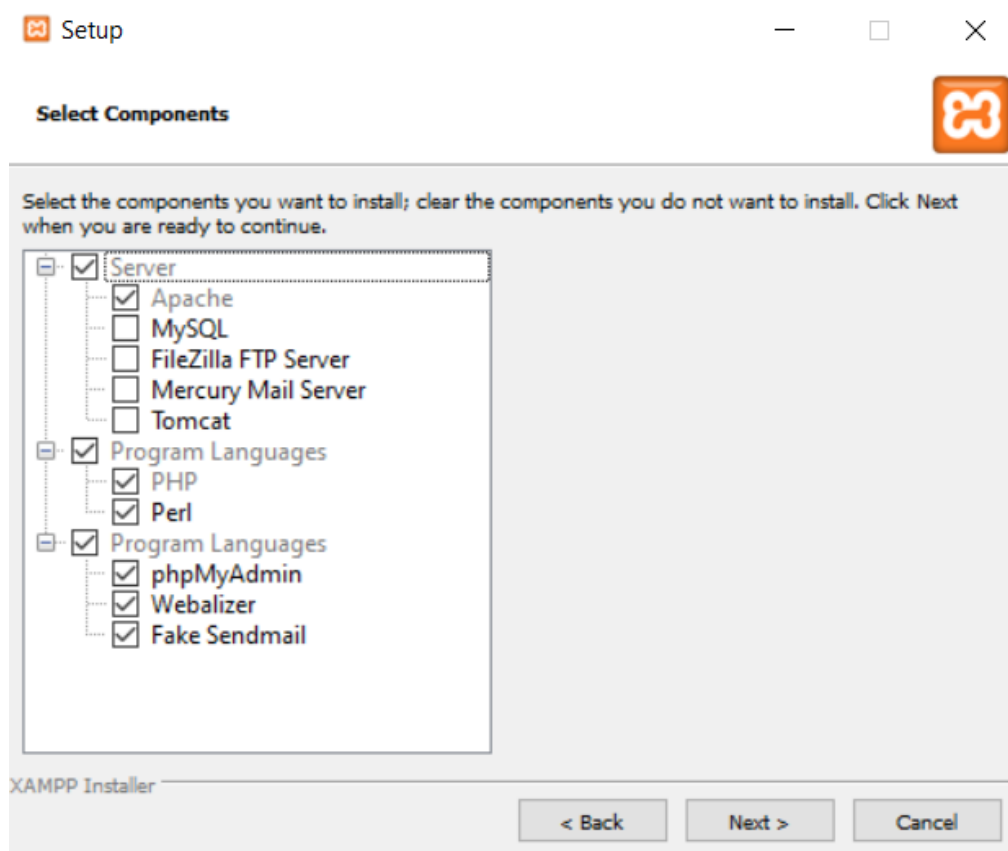 Setup
Select Components
Select the components you want to install; clear the components you do not want to install. Click Next
when you are ready to continue.
Server
Apache
MySQL
FileZilla FTP Server
Mercury Mail Server
Tomcat
Program Languages
PHP
Perl
Program Languages
phpMyAdmin
Webalizer
Fake Sendmail
XAMPP Installer
< Back
Next >
Cancel